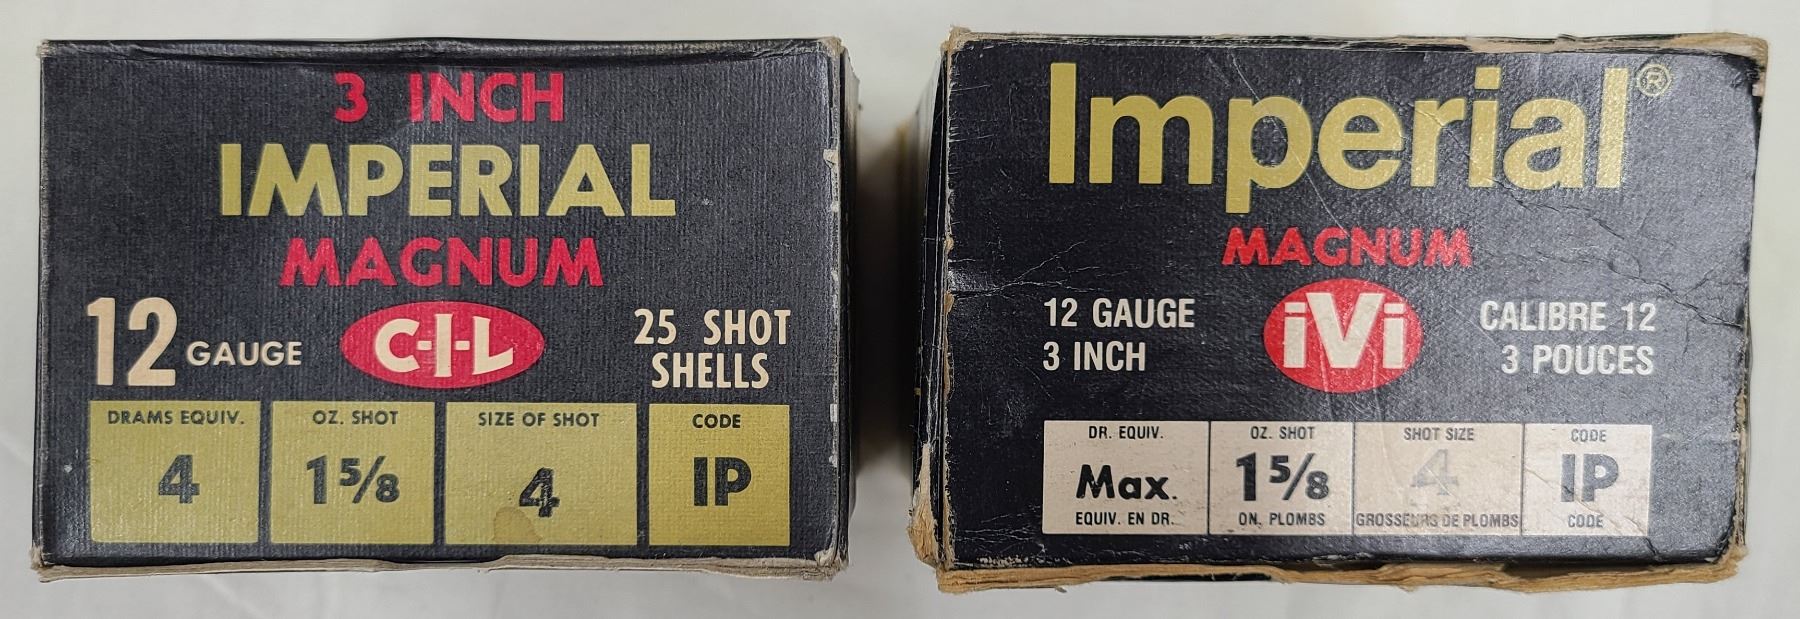 3 INCH
IMPERIAL
MAGNUM
12 GAUGE
C-I-L
25 SHOT
SHELLS
DRAMS EQUIV.
4
OZ. SHOT
1 5/8
SIZE OF SHOT
4
CODE
IP
Imperial®
MAGNUM
12 GAUGE
3 INCH
iVi
CALIBRE 12
3 POUCES
DR. EQUIV.
Max.
EQUIV. EN DR.
OZ. SHOT
1 5/8
ON. PLOMBS
SHOT SIZE
4
GROSSEURS DE PLOMBS
CODE
IP
CODE